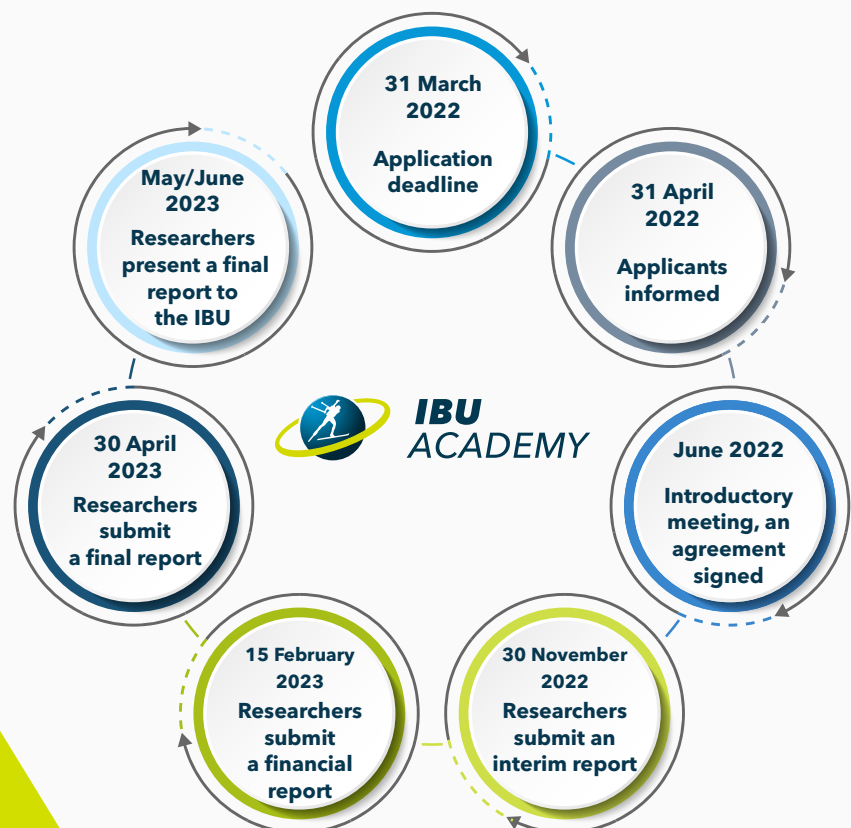 31 March
2022
Application
deadline
31 April
2022
Applicants
informed
June 2022
Introductory
meeting, an
agreement
signed
30 November
2022
Researchers
submit an
interim report
15 February
2023
Researchers
submit
a financial
report
30 April
2023
Researchers
submit
a final report
May/June
2023
Researchers
present a final
report to
the IBU
IBU
ACADEMY